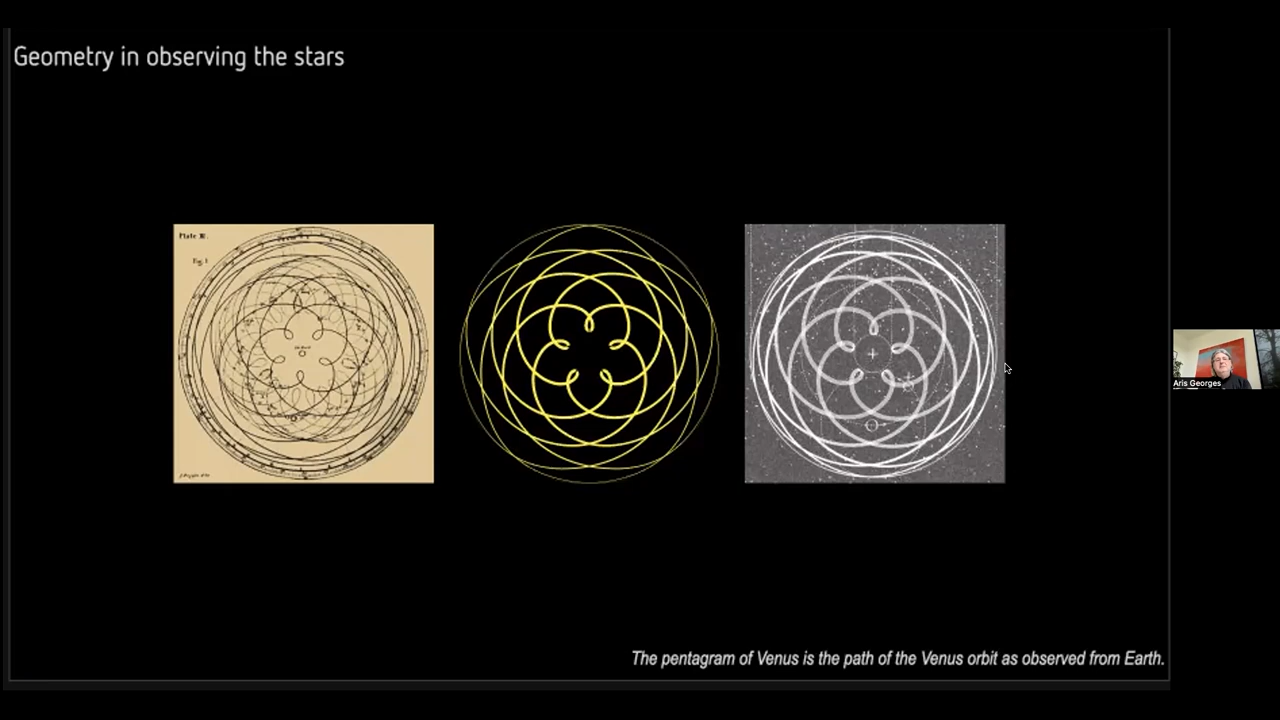 Geometry in observing the stars
Plate III.
Fig. 1
Aris Georges
The pentagram of Venus is the path of the Venus orbit as observed from Earth.